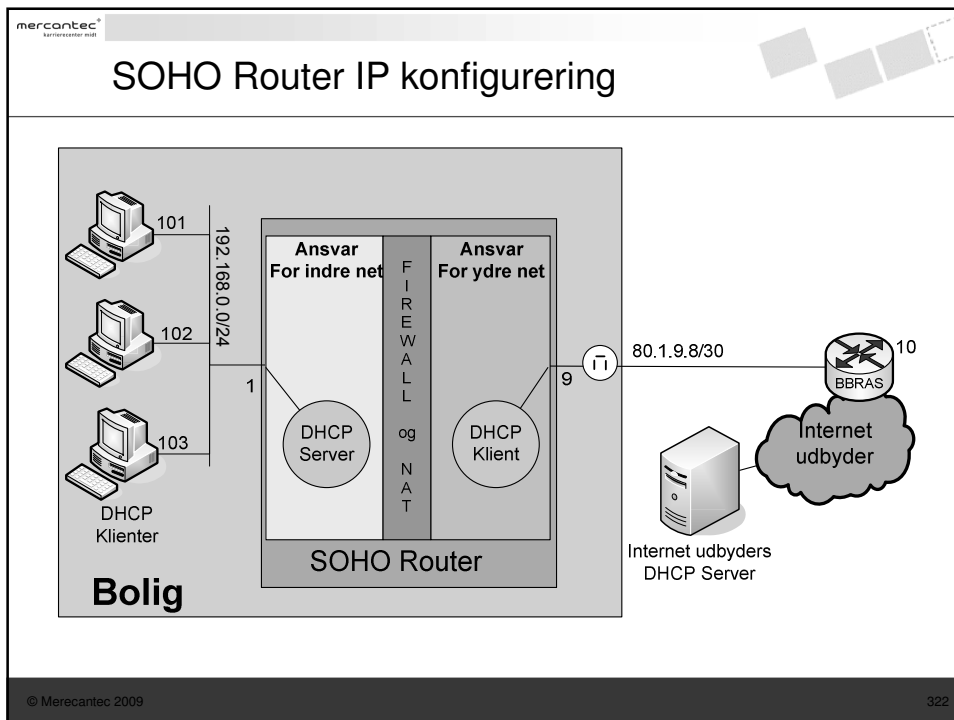 mercantec+
karrierecenter midt
SOHO Router IP konfigurering
101
102
103
192.168.0.0/24
DHCP
Klienter
Bolig
1
Ansvar
For indre net
DHCP
Server
FIREWALL
og
NAT
Ansvar
For ydre net
DHCP
Klient
SOHO Router
9
80.1.9.8/30
10
BBRAS
Internet
udbyder
Internet udbyders
DHCP Server
© Merecantec 2009
322